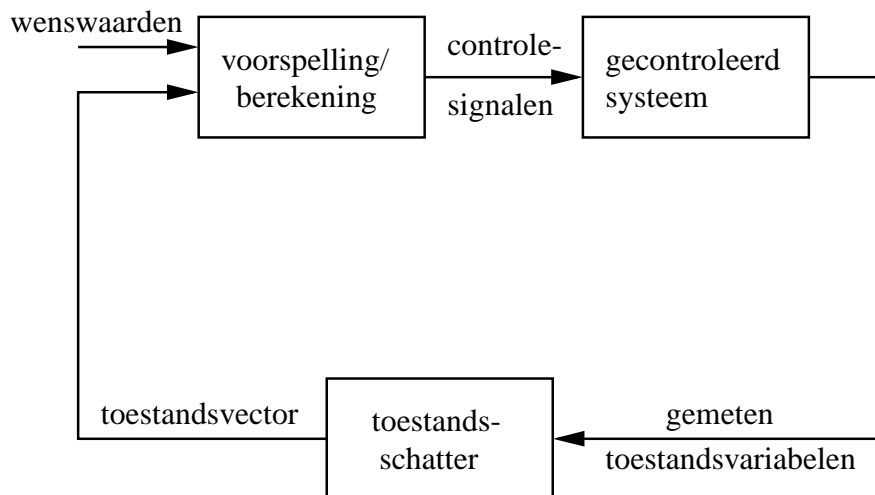 wenswaarden
voorspelling/
berekening
controle-
signalen
gecontroleerd
systeem
toestandsvector
toestands-
schatter
gemeten
toestandsvariabelen